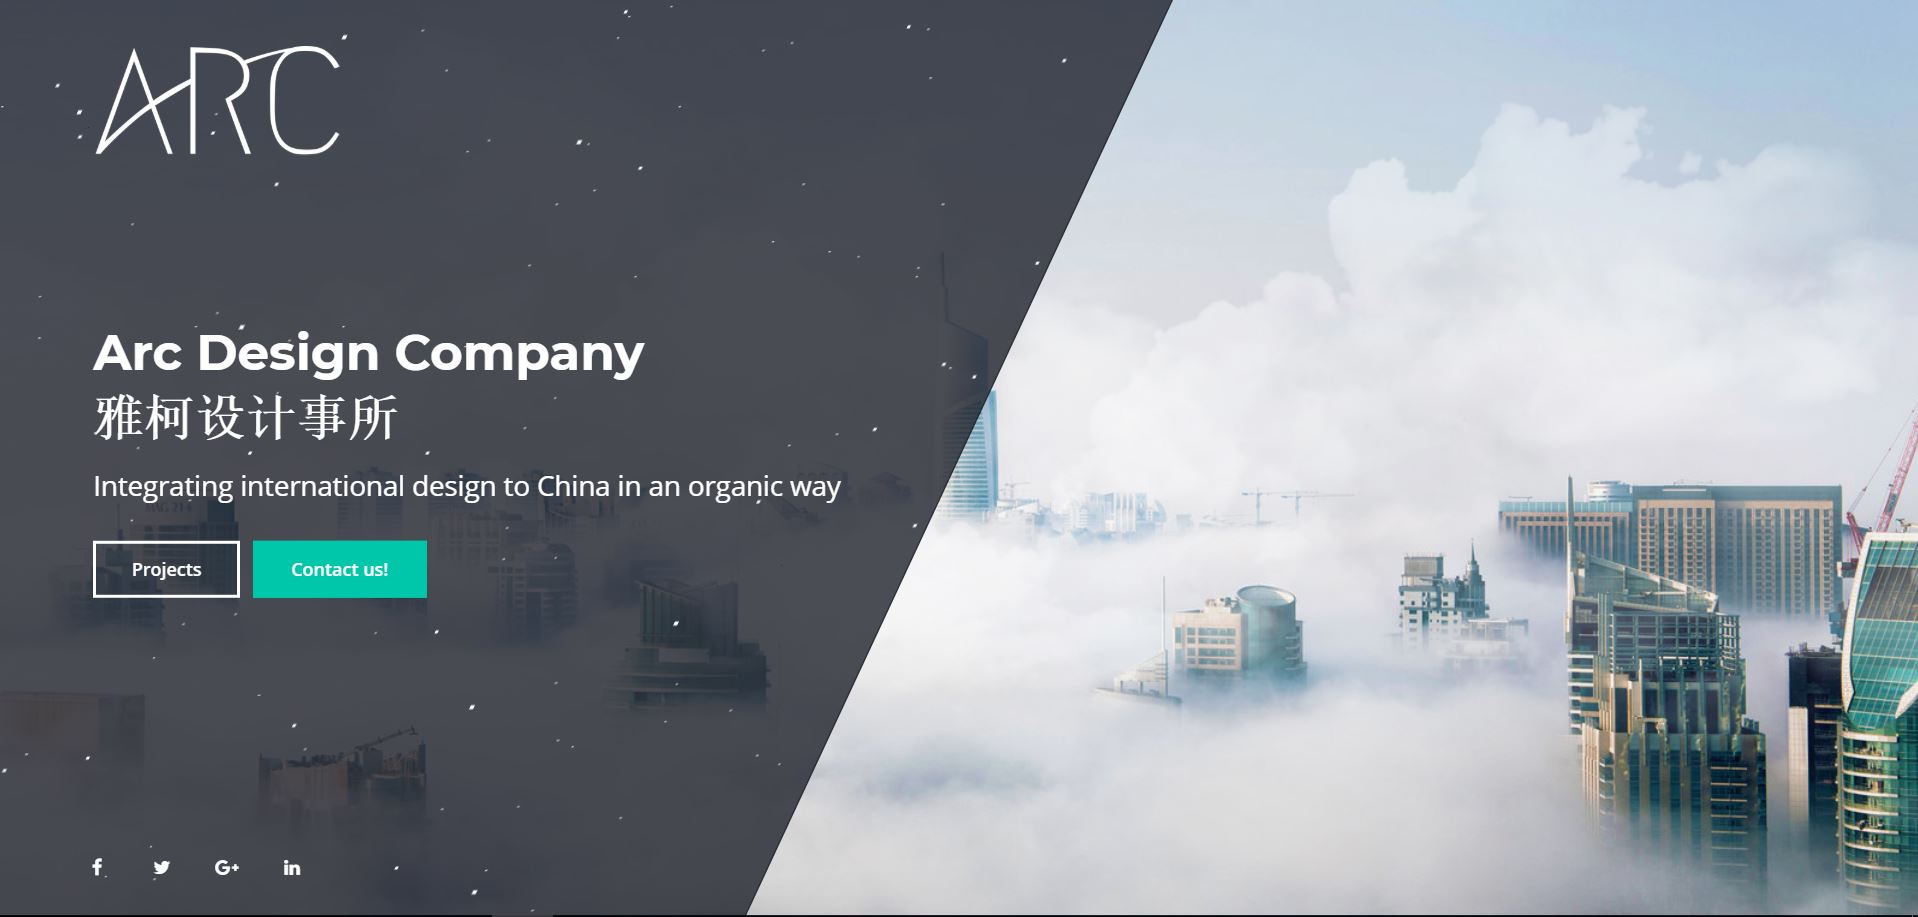 ARC
Arc Design Company
雅柯设计事所
Integrating international design to China in an organic way
Projects
Contact us!